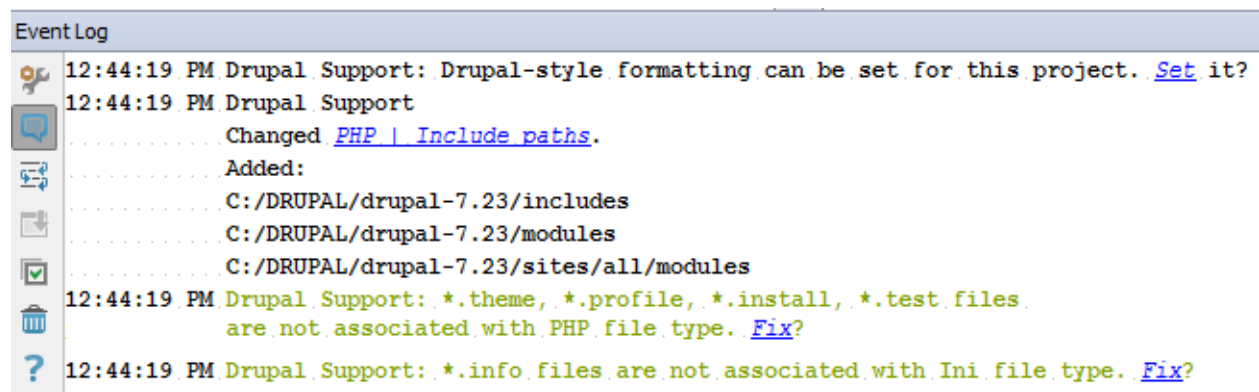 Event Log
12:44:19 PM Drupal Support: Drupal-style formatting can be set for this project. Set it?
12:44:19 PM Drupal Support
Changed PHP | Include paths.
Added:
C:/DRUPAL/drupal-7.23/includes
C:/DRUPAL/drupal-7.23/modules
C:/DRUPAL/drupal-7.23/sites/all/modules
12:44:19 PM Drupal Support: *.theme, *.profile, *.install, *.test files
are not associated with PHP file type. Fix?
12:44:19 PM Drupal Support: *.info files are not associated with Ini file type. Fix?